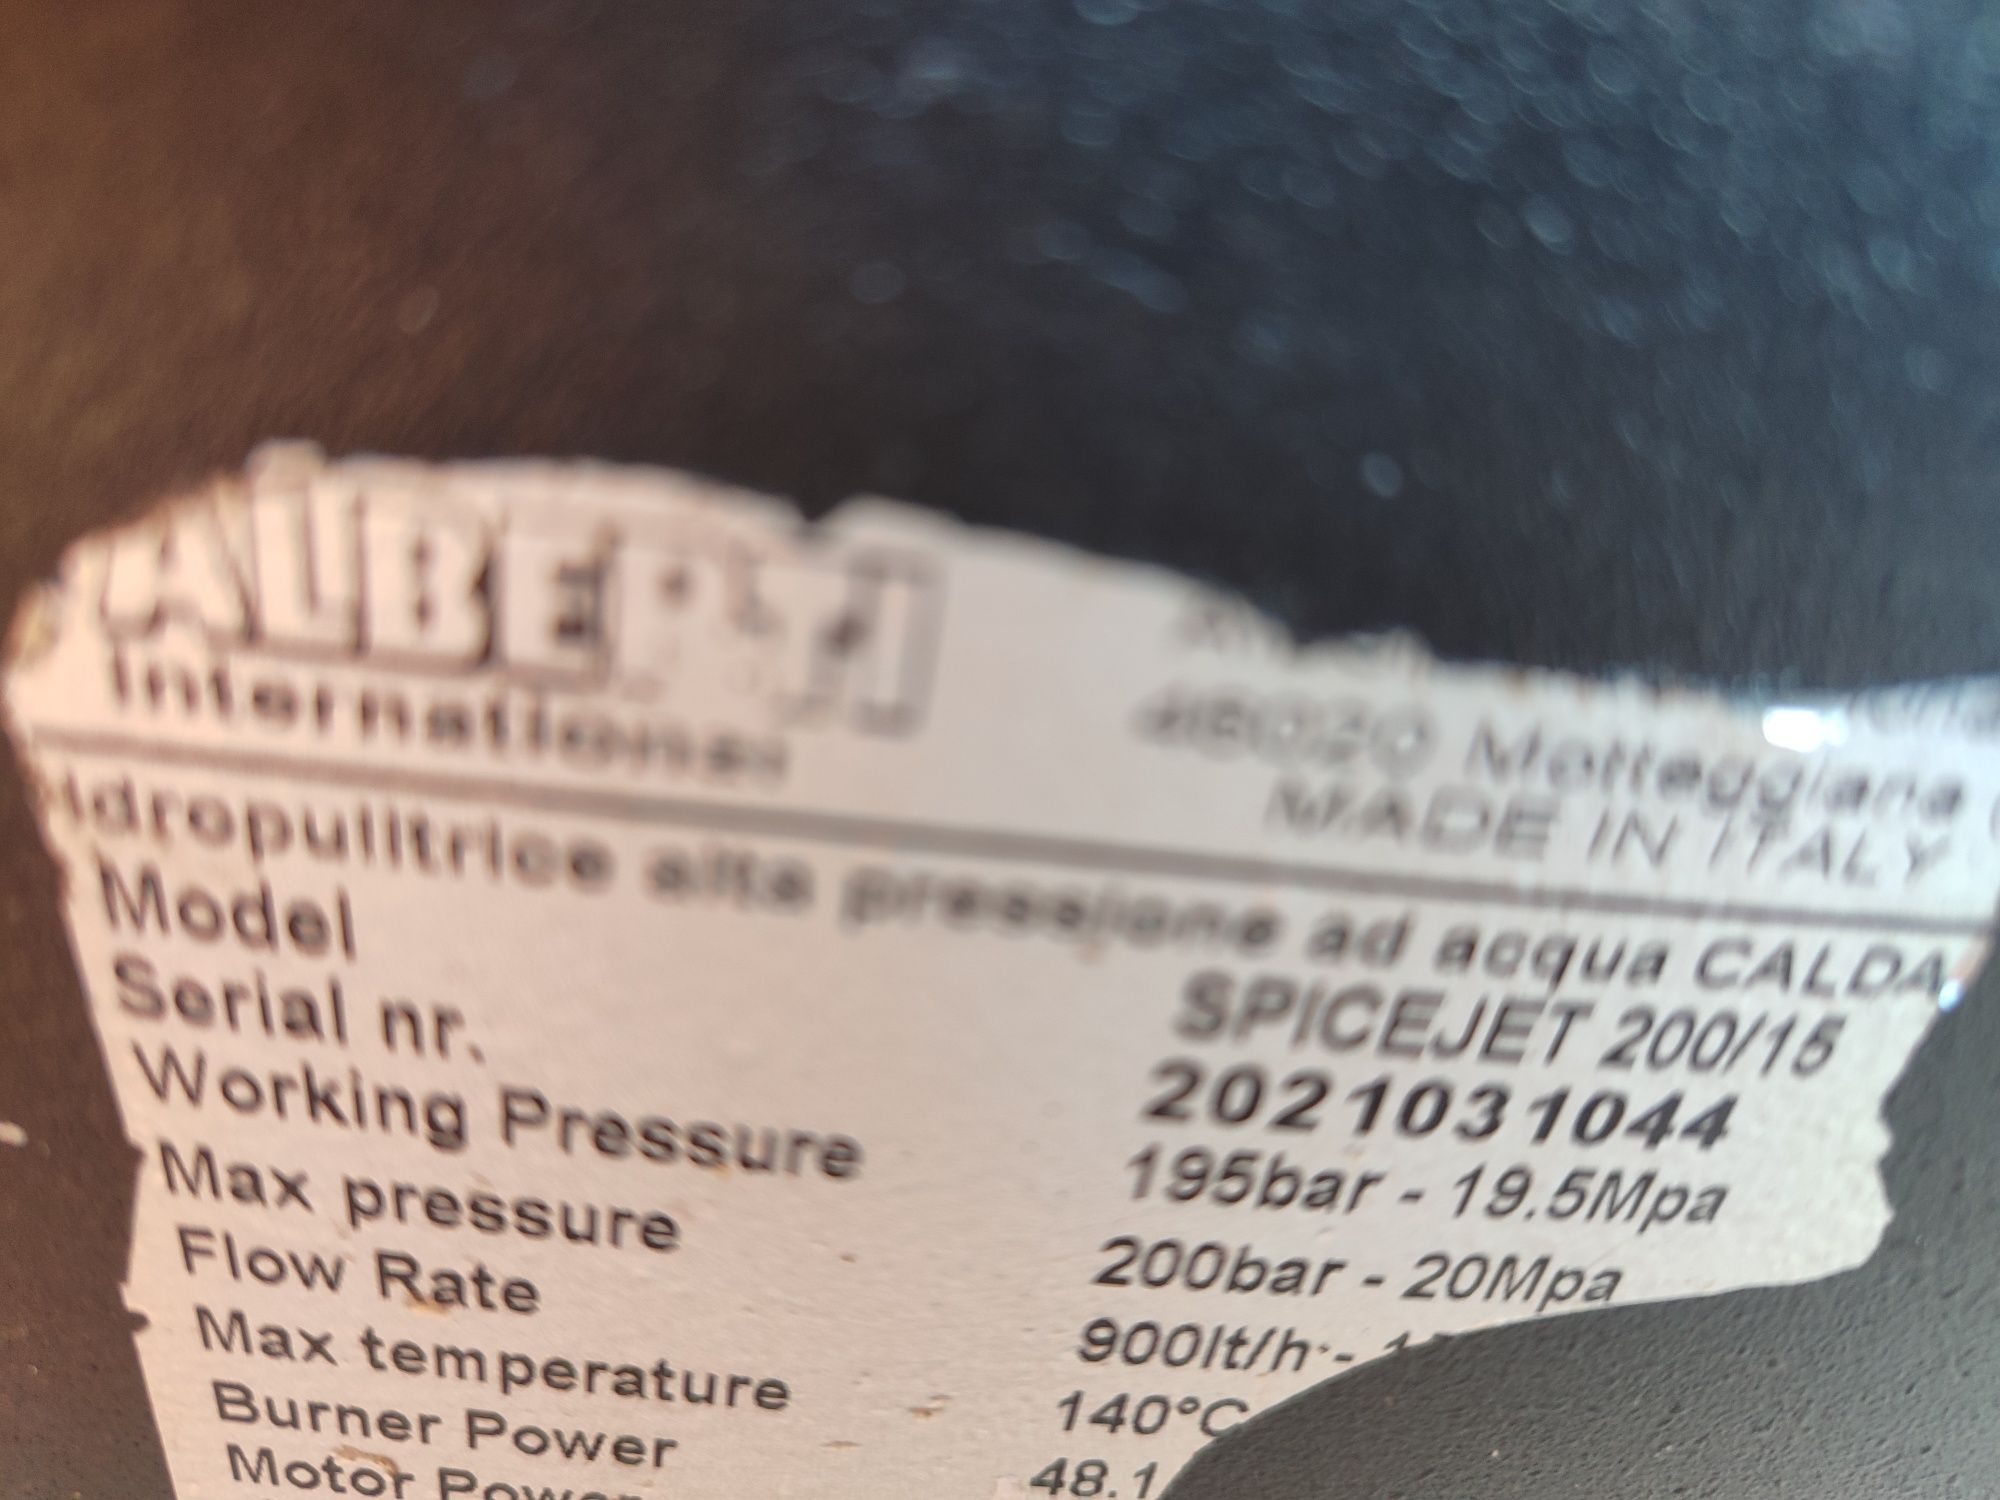 ALBERTI
International
46020 Motteggiana
MADE IN ITALY
Idropulitrice alta pressione ad acqua CALDA
Model SPICEJET 200/15
Serial nr. 2021031044
Working Pressure 195bar - 19.5Mpa
Max pressure 200bar - 20Mpa
Flow Rate 900lt/h -
Max temperature 140°C
Burner Power 48.1
Motor Power